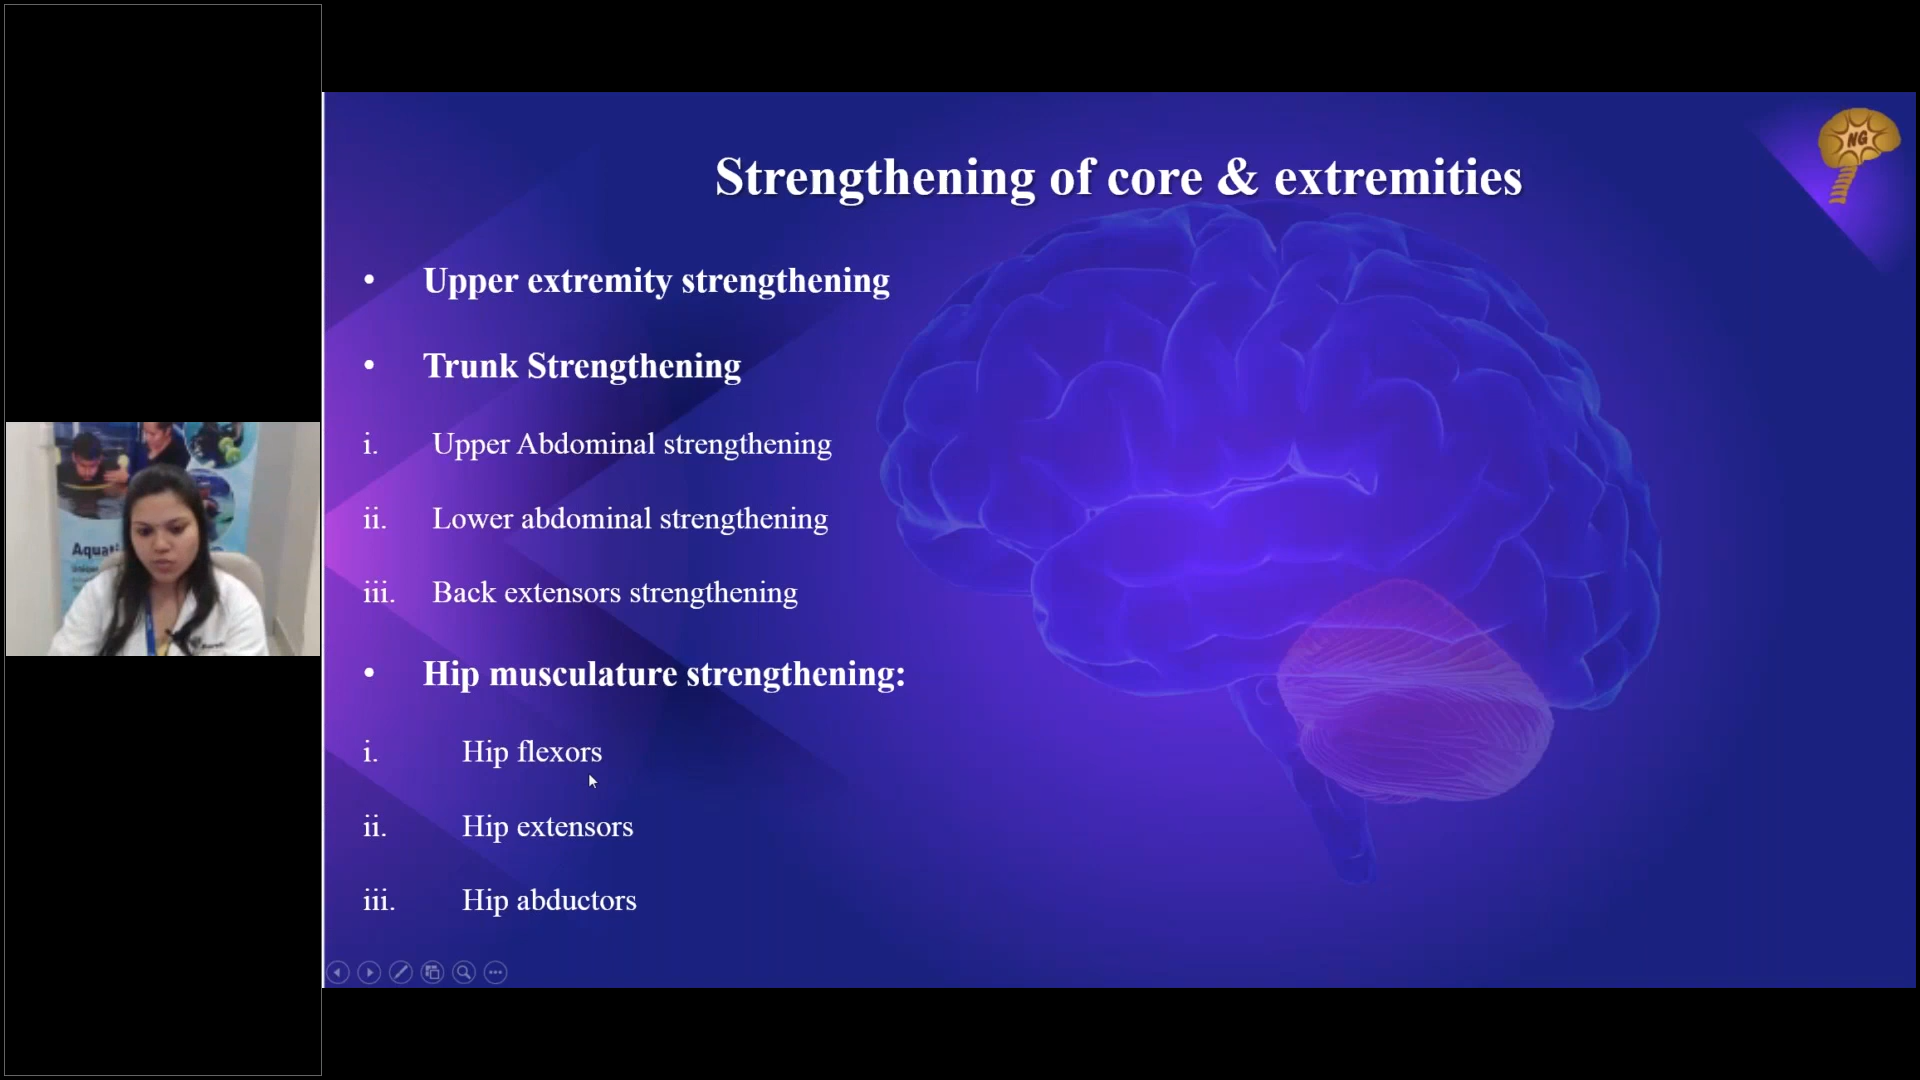 Strengthening of core & extremities
NG
• Upper extremity strengthening
• Trunk Strengthening
i. Upper Abdominal strengthening
ii. Lower abdominal strengthening
iii. Back extensors strengthening
• Hip musculature strengthening:
i. Hip flexors
ii. Hip extensors
iii. Hip abductors